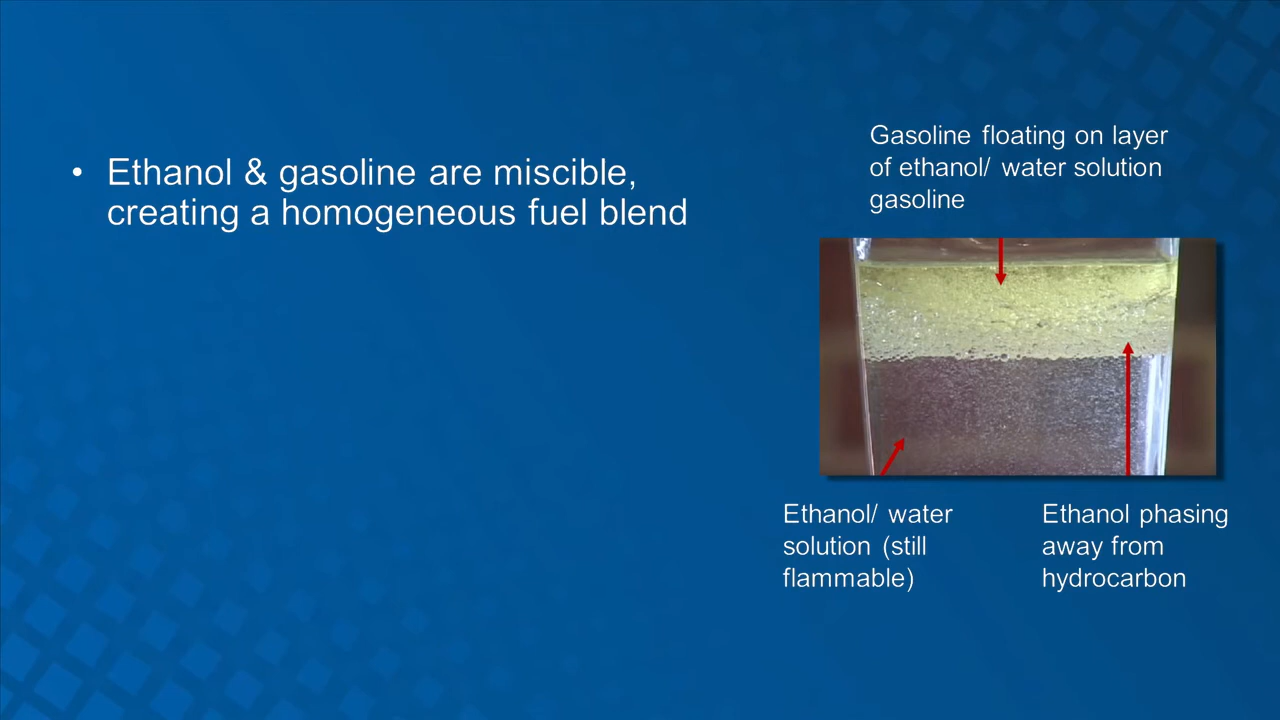 • Ethanol & gasoline are miscible,
creating a homogeneous fuel blend
Gasoline floating on layer
of ethanol/ water solution
gasoline
Ethanol/ water
solution (still
flammable)
Ethanol phasing
away from
hydrocarbon